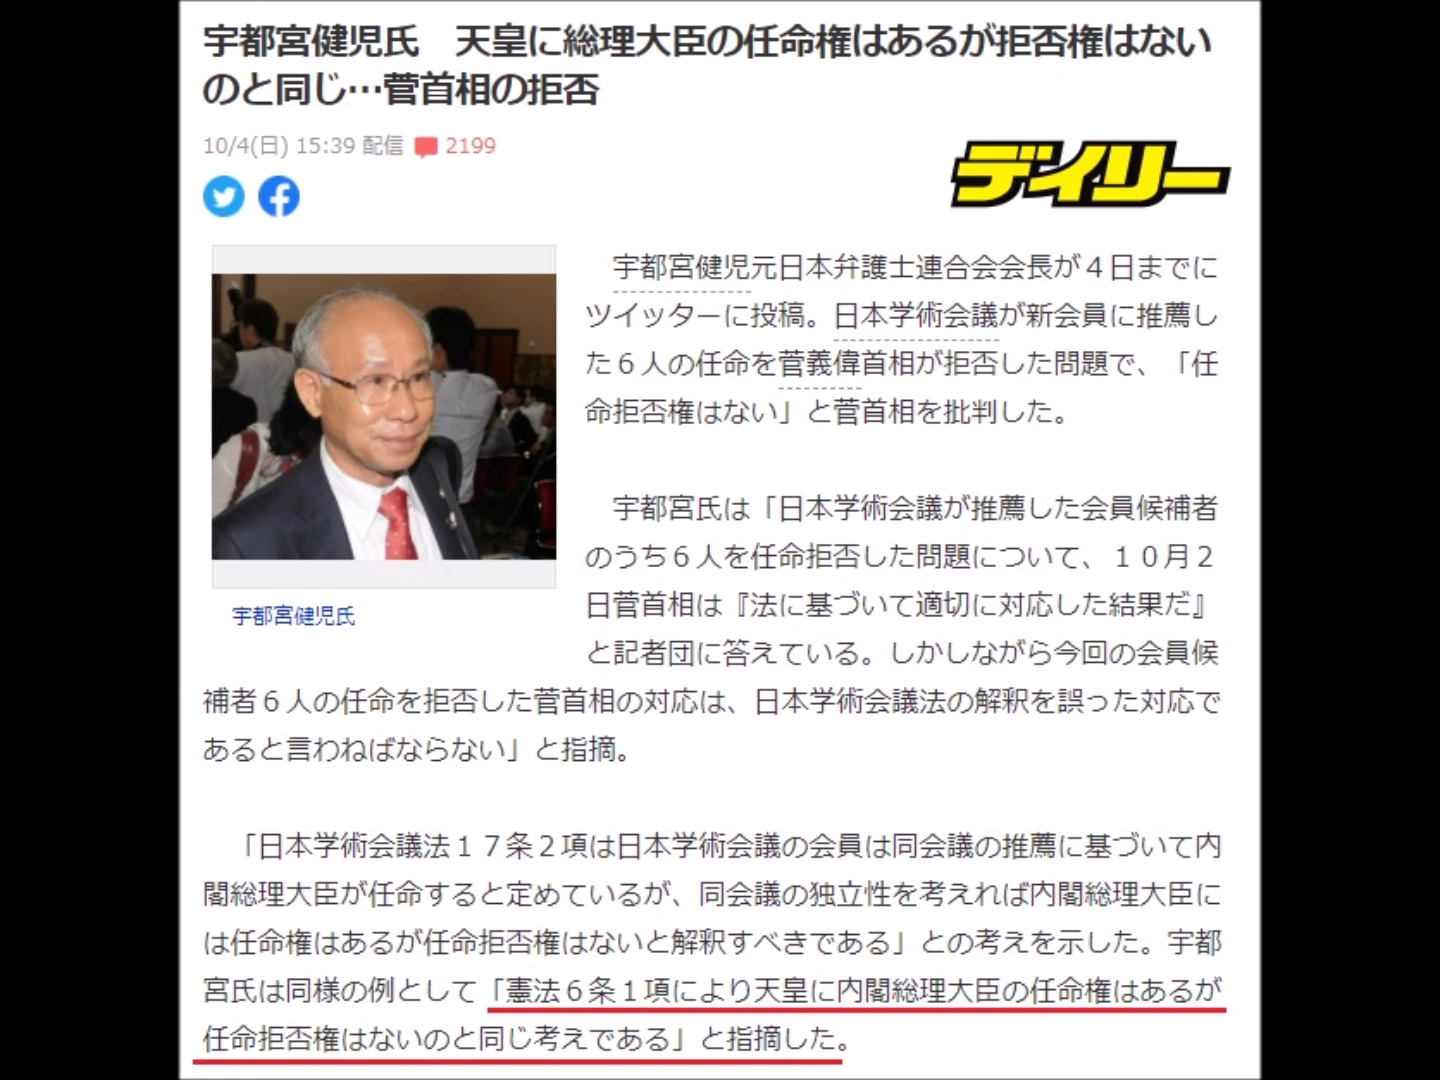 宇都宮健児氏　天皇に総理大臣の任命権はあるが拒否権はない
のと同じ…菅首相の拒否
10/4(日) 15:39 配信 2199
デイリー
宇都宮健児元日本弁護士連合会会長が４日までに
ツイッターに投稿。日本学術会議が新会員に推薦し
た６人の任命を菅義偉首相が拒否した問題で、「任
命拒否権はない」と菅首相を批判した。
宇都宮氏は「日本学術会議が推薦した会員候補者
のうち６人を任命拒否した問題について、１０月２
日菅首相は『法に基づいて適切に対応した結果だ』
と記者団に答えている。しかしながら今回の会員候
宇都宮健児氏
補者６人の任命を拒否した菅首相の対応は、日本学術会議法の解釈を誤った対応で
あると言わねばならない」と指摘。
「日本学術会議法１７条２項は日本学術会議の会員は同会議の推薦に基づいて内
閣総理大臣が任命すると定めているが、同会議の独立性を考えれば内閣総理大臣に
は任命権はあるが任命拒否権はないと解釈すべきである」との考えを示した。宇都
宮氏は同様の例として「憲法６条１項により天皇に内閣総理大臣の任命権はあるが
任命拒否権はないのと同じ考えである」と指摘した。